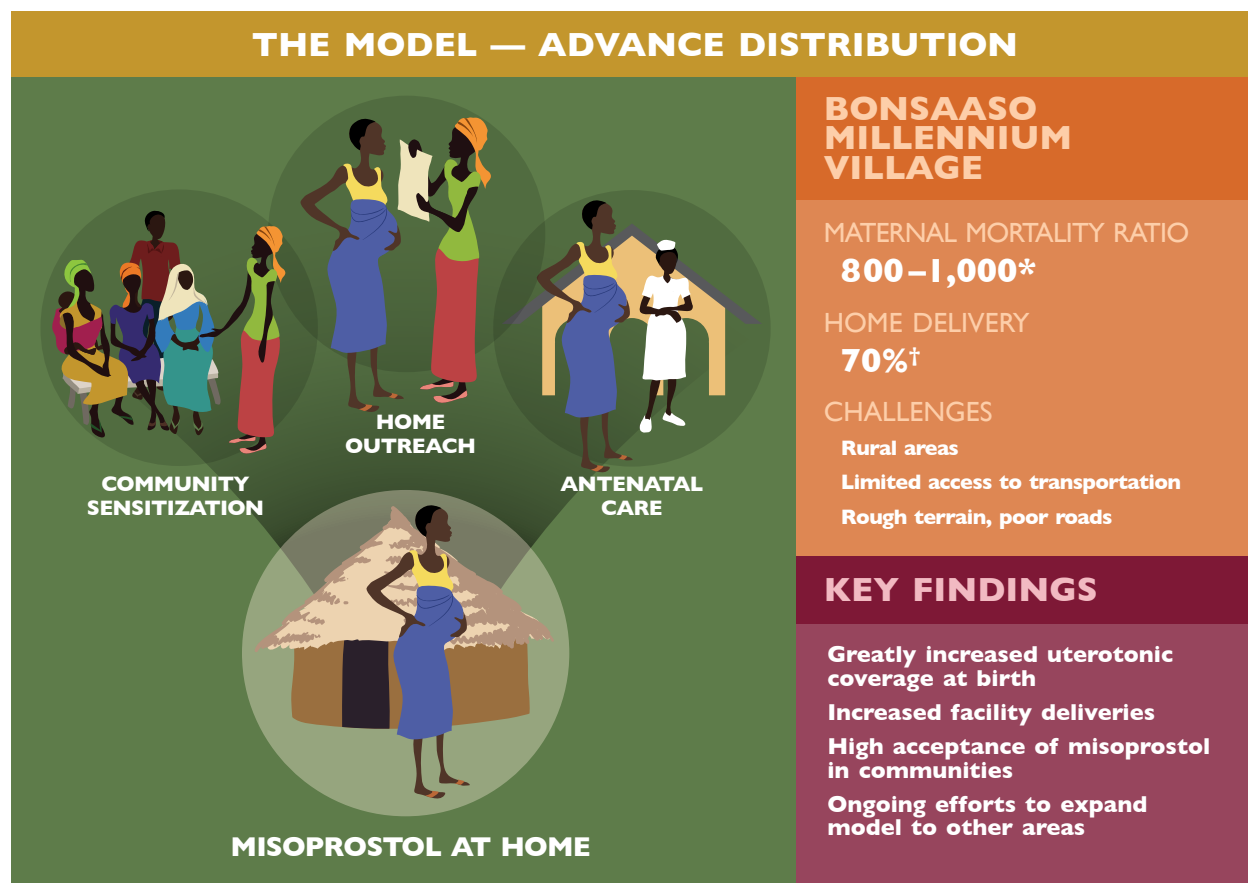 THE MODEL — ADVANCE DISTRIBUTION
HOME
OUTREACH
COMMUNITY
SENSITIZATION
ANTENATAL
CARE
MISOPROSTOL AT HOME
BONSAASO
MILLENNIUM
VILLAGE
MATERNAL MORTALITY RATIO
800–1,000*
HOME DELIVERY
70%†
CHALLENGES
Rural areas
Limited access to transportation
Rough terrain, poor roads
KEY FINDINGS
Greatly increased uterotonic
coverage at birth
Increased facility deliveries
High acceptance of misoprostol
in communities
Ongoing efforts to expand
model to other areas